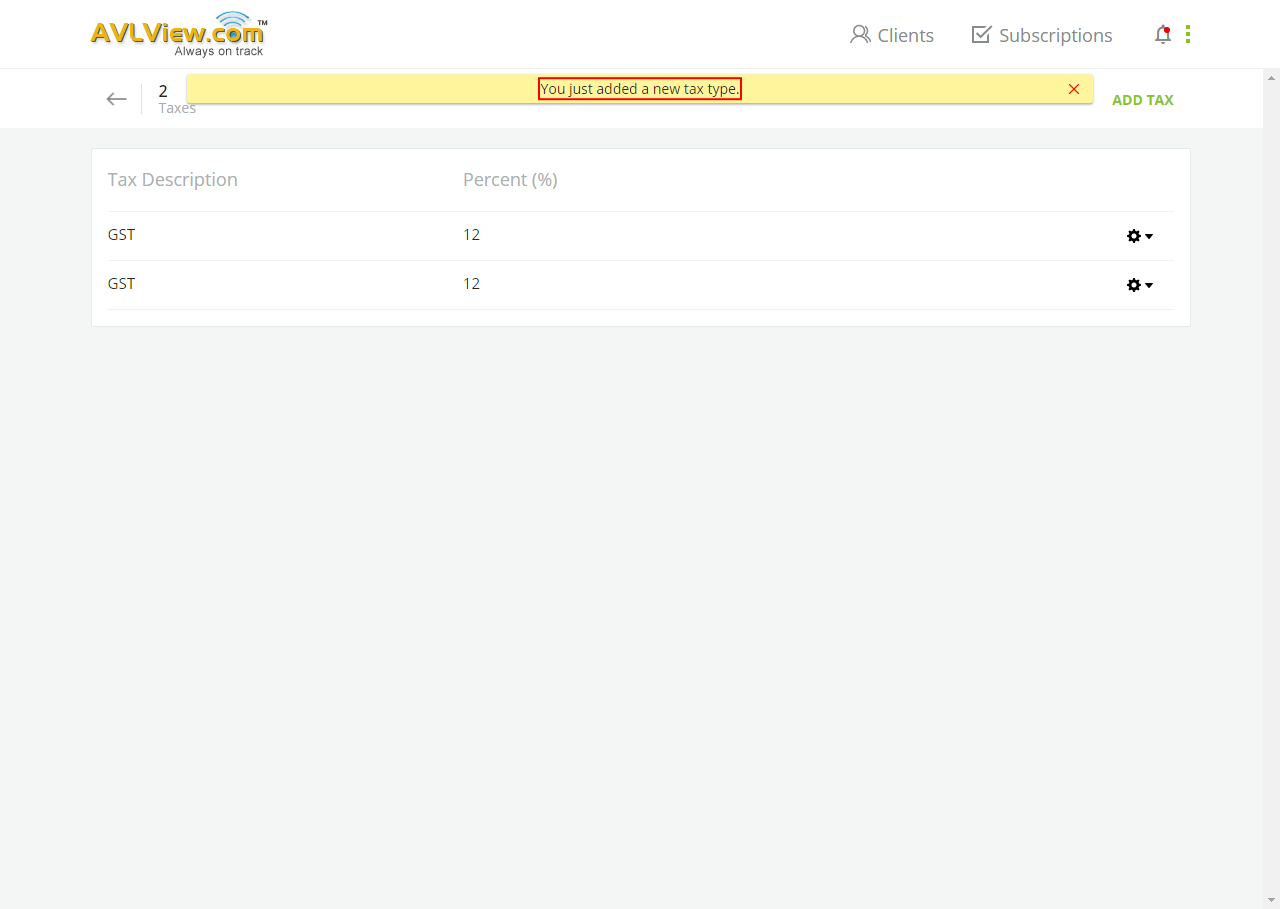 AVLView.com™
Always on track
Clients
Subscriptions
You just added a new tax type.
2
Taxes
ADD TAX
Tax Description
Percent (%)
GST
12
GST
12